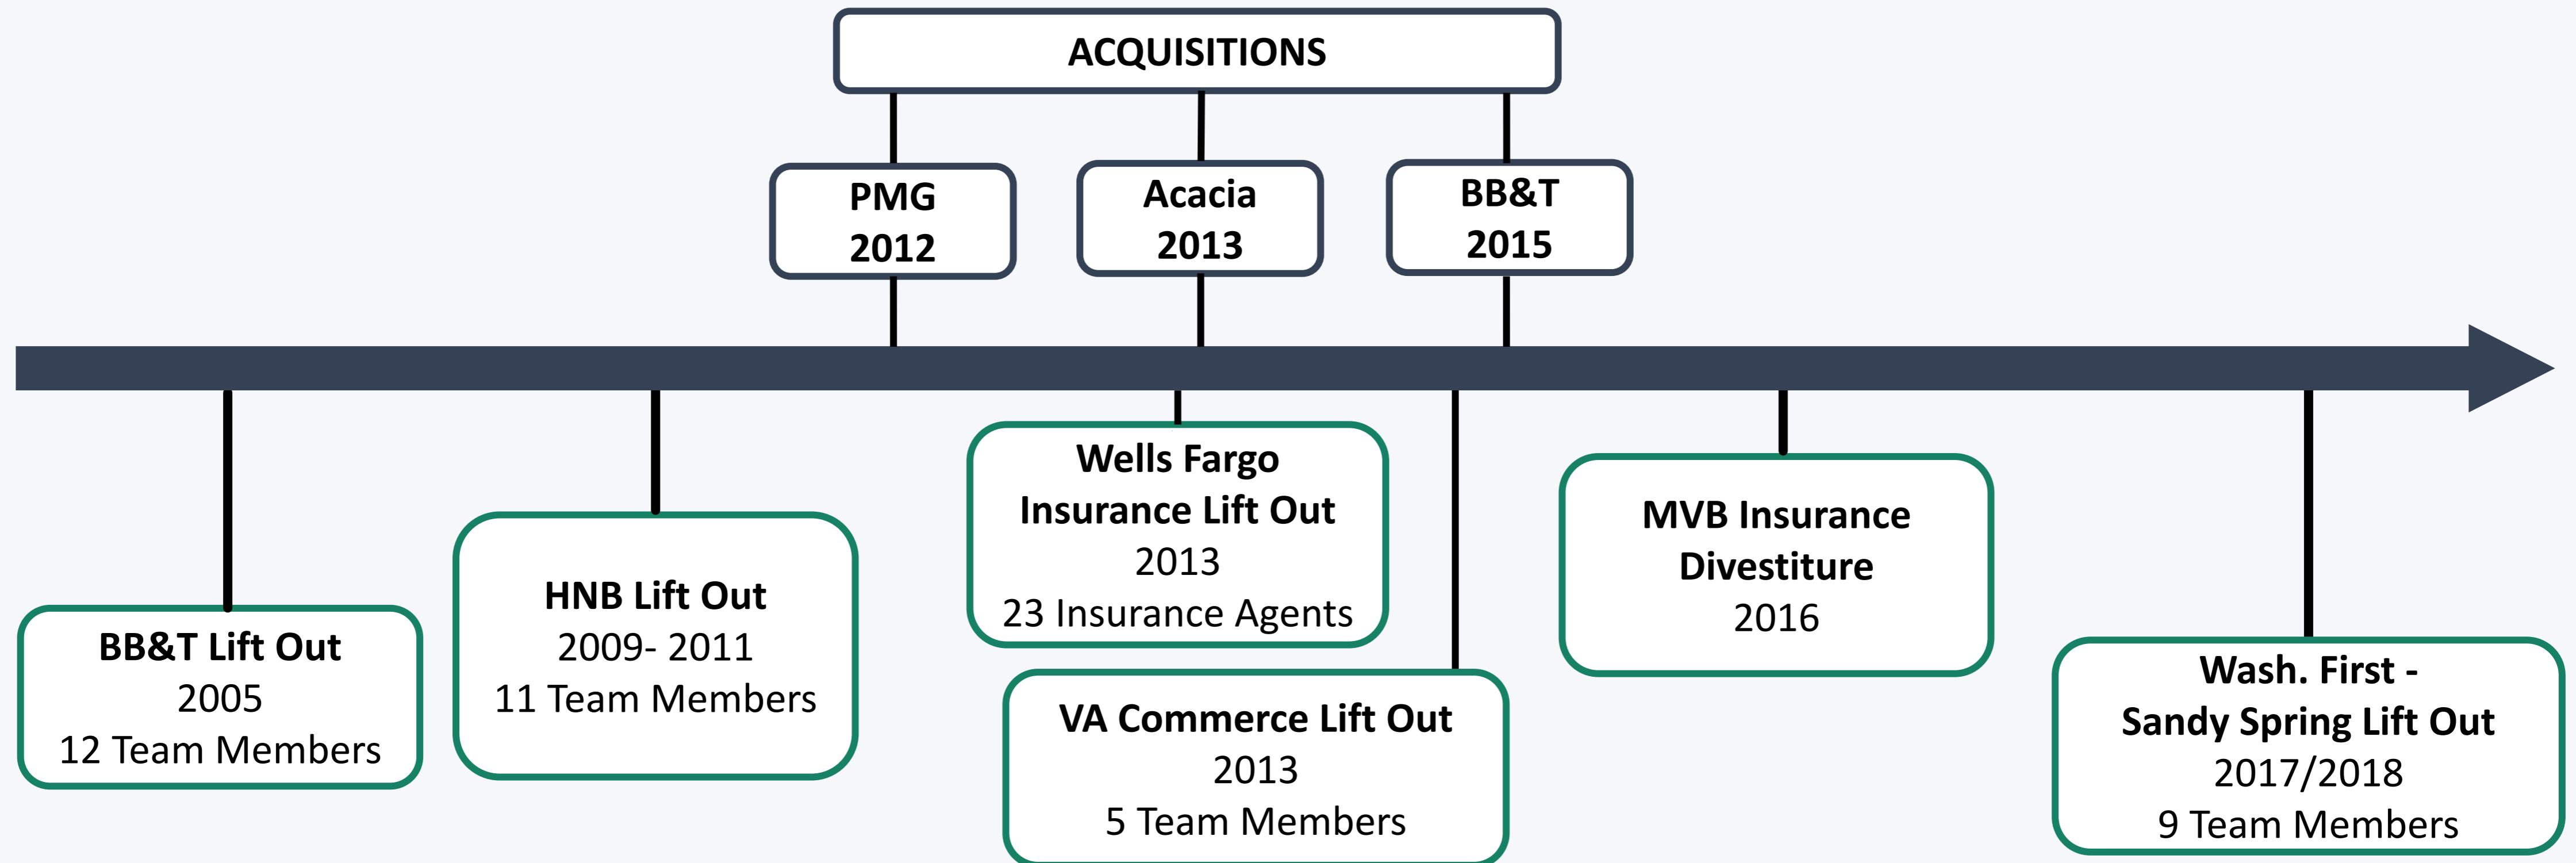 ACQUISITIONS
PMG
2012
Acacia
2013
BB&T
2015
BB&T Lift Out
2005
12 Team Members
HNB Lift Out
2009- 2011
11 Team Members
Wells Fargo
Insurance Lift Out
2013
23 Insurance Agents
VA Commerce Lift Out
2013
5 Team Members
MVB Insurance
Divestiture
2016
Wash. First -
Sandy Spring Lift Out
2017/2018
9 Team Members